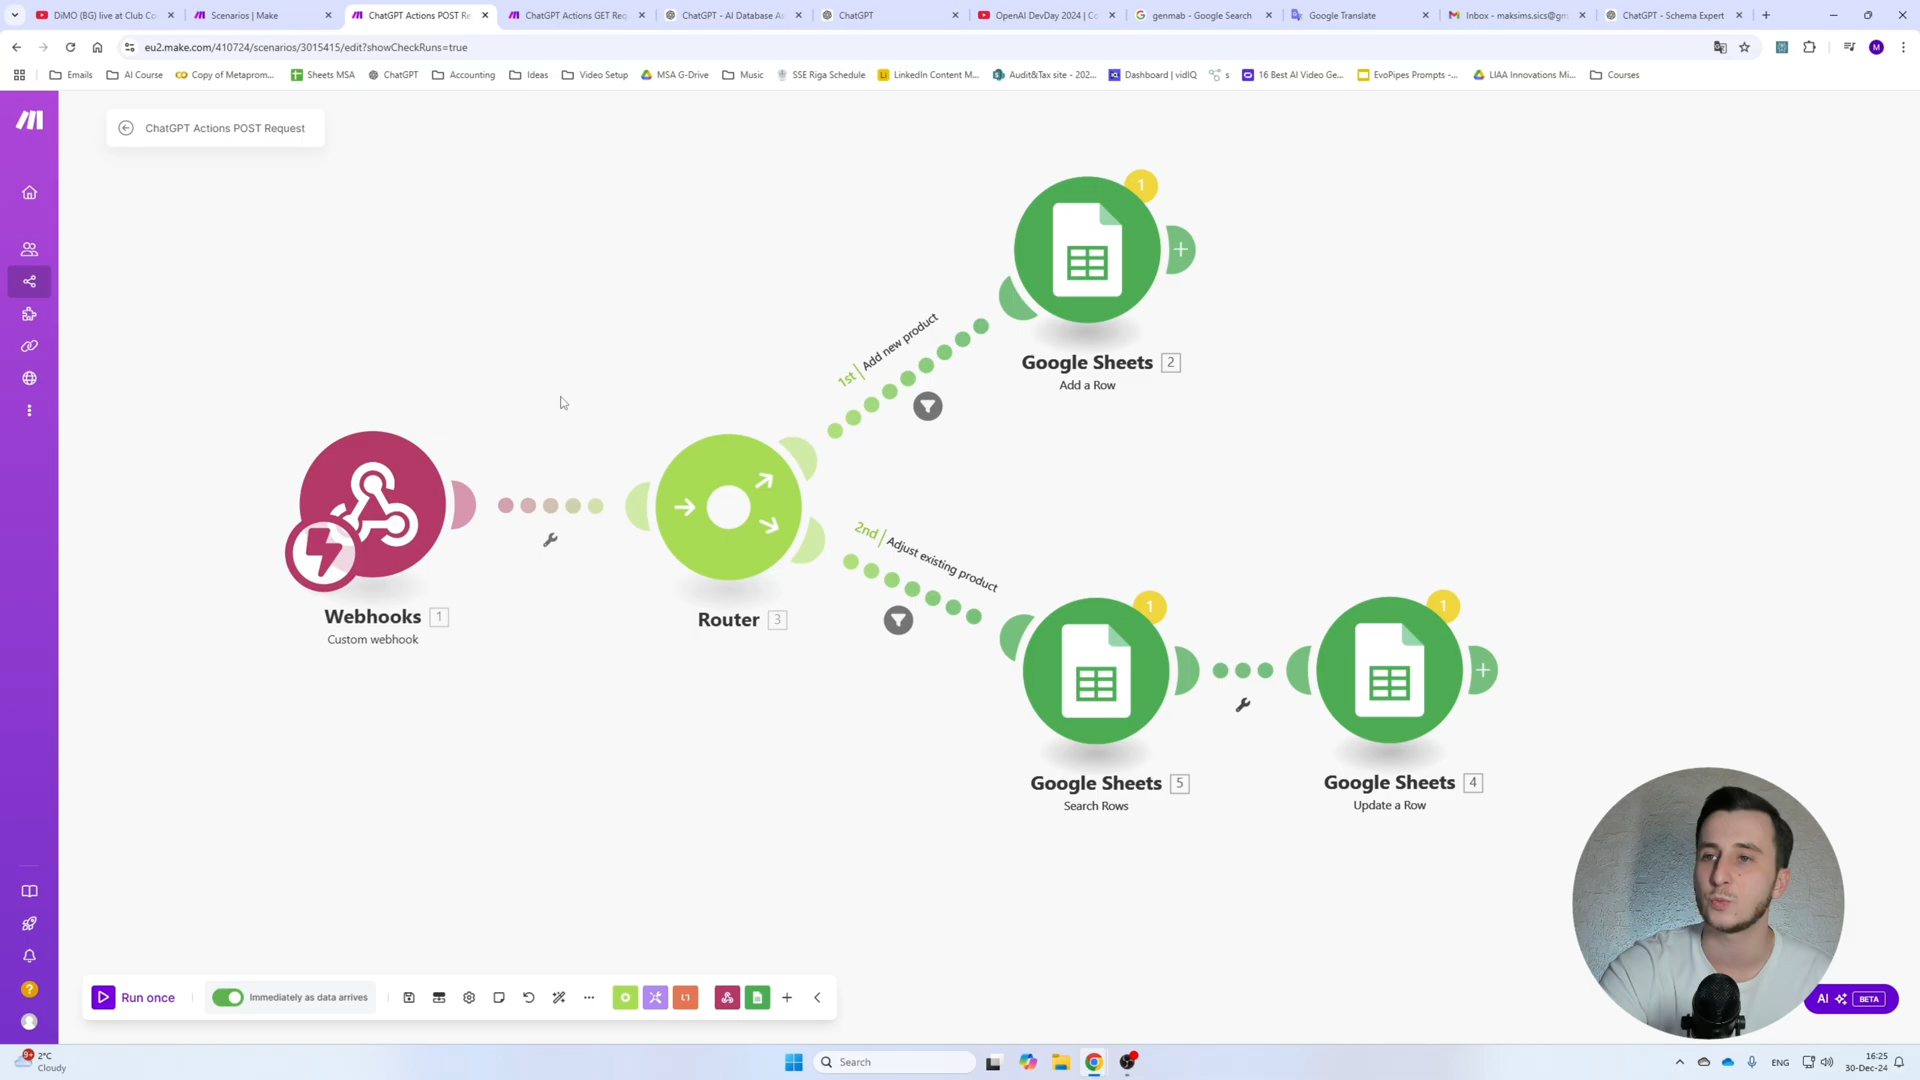 DiMO (BG) live at Club Co
Scenarios | Make
ChatGPT Actions POST Re
ChatGPT Actions GET Req
ChatGPT - AI Database As
ChatGPT
OpenAI DevDay 2024 | Co
genmab - Google Search
Google Translate
Inbox - maksims.sics@gm
ChatGPT - Schema Expert
eu2.make.com/410724/scenarios/3015415/edit?showCheckRuns=true
M
Emails
AI Course
Copy of Metaprom...
Sheets MSA
ChatGPT
Accounting
Ideas
Video Setup
MSA G-Drive
Music
SSE Riga Schedule
LinkedIn Content M...
Audit&Tax site - 202...
Dashboard | vidIQ
s
16 Best AI Video Ge...
EvoPipes Prompts -...
LIAA Innovations Mi...
Courses
ChatGPT Actions POST Request
1
Google Sheets 2
Add a Row
1st | Add new product
Webhooks 1
Custom webhook
Router 3
2nd | Adjust existing product
1
1
Google Sheets 5
Search Rows
Google Sheets 4
Update a Row
Run once
Immediately as data arrives
AI BETA
?
9+
2°C
Cloudy
Search
ENG
16:25
30-Dec-24